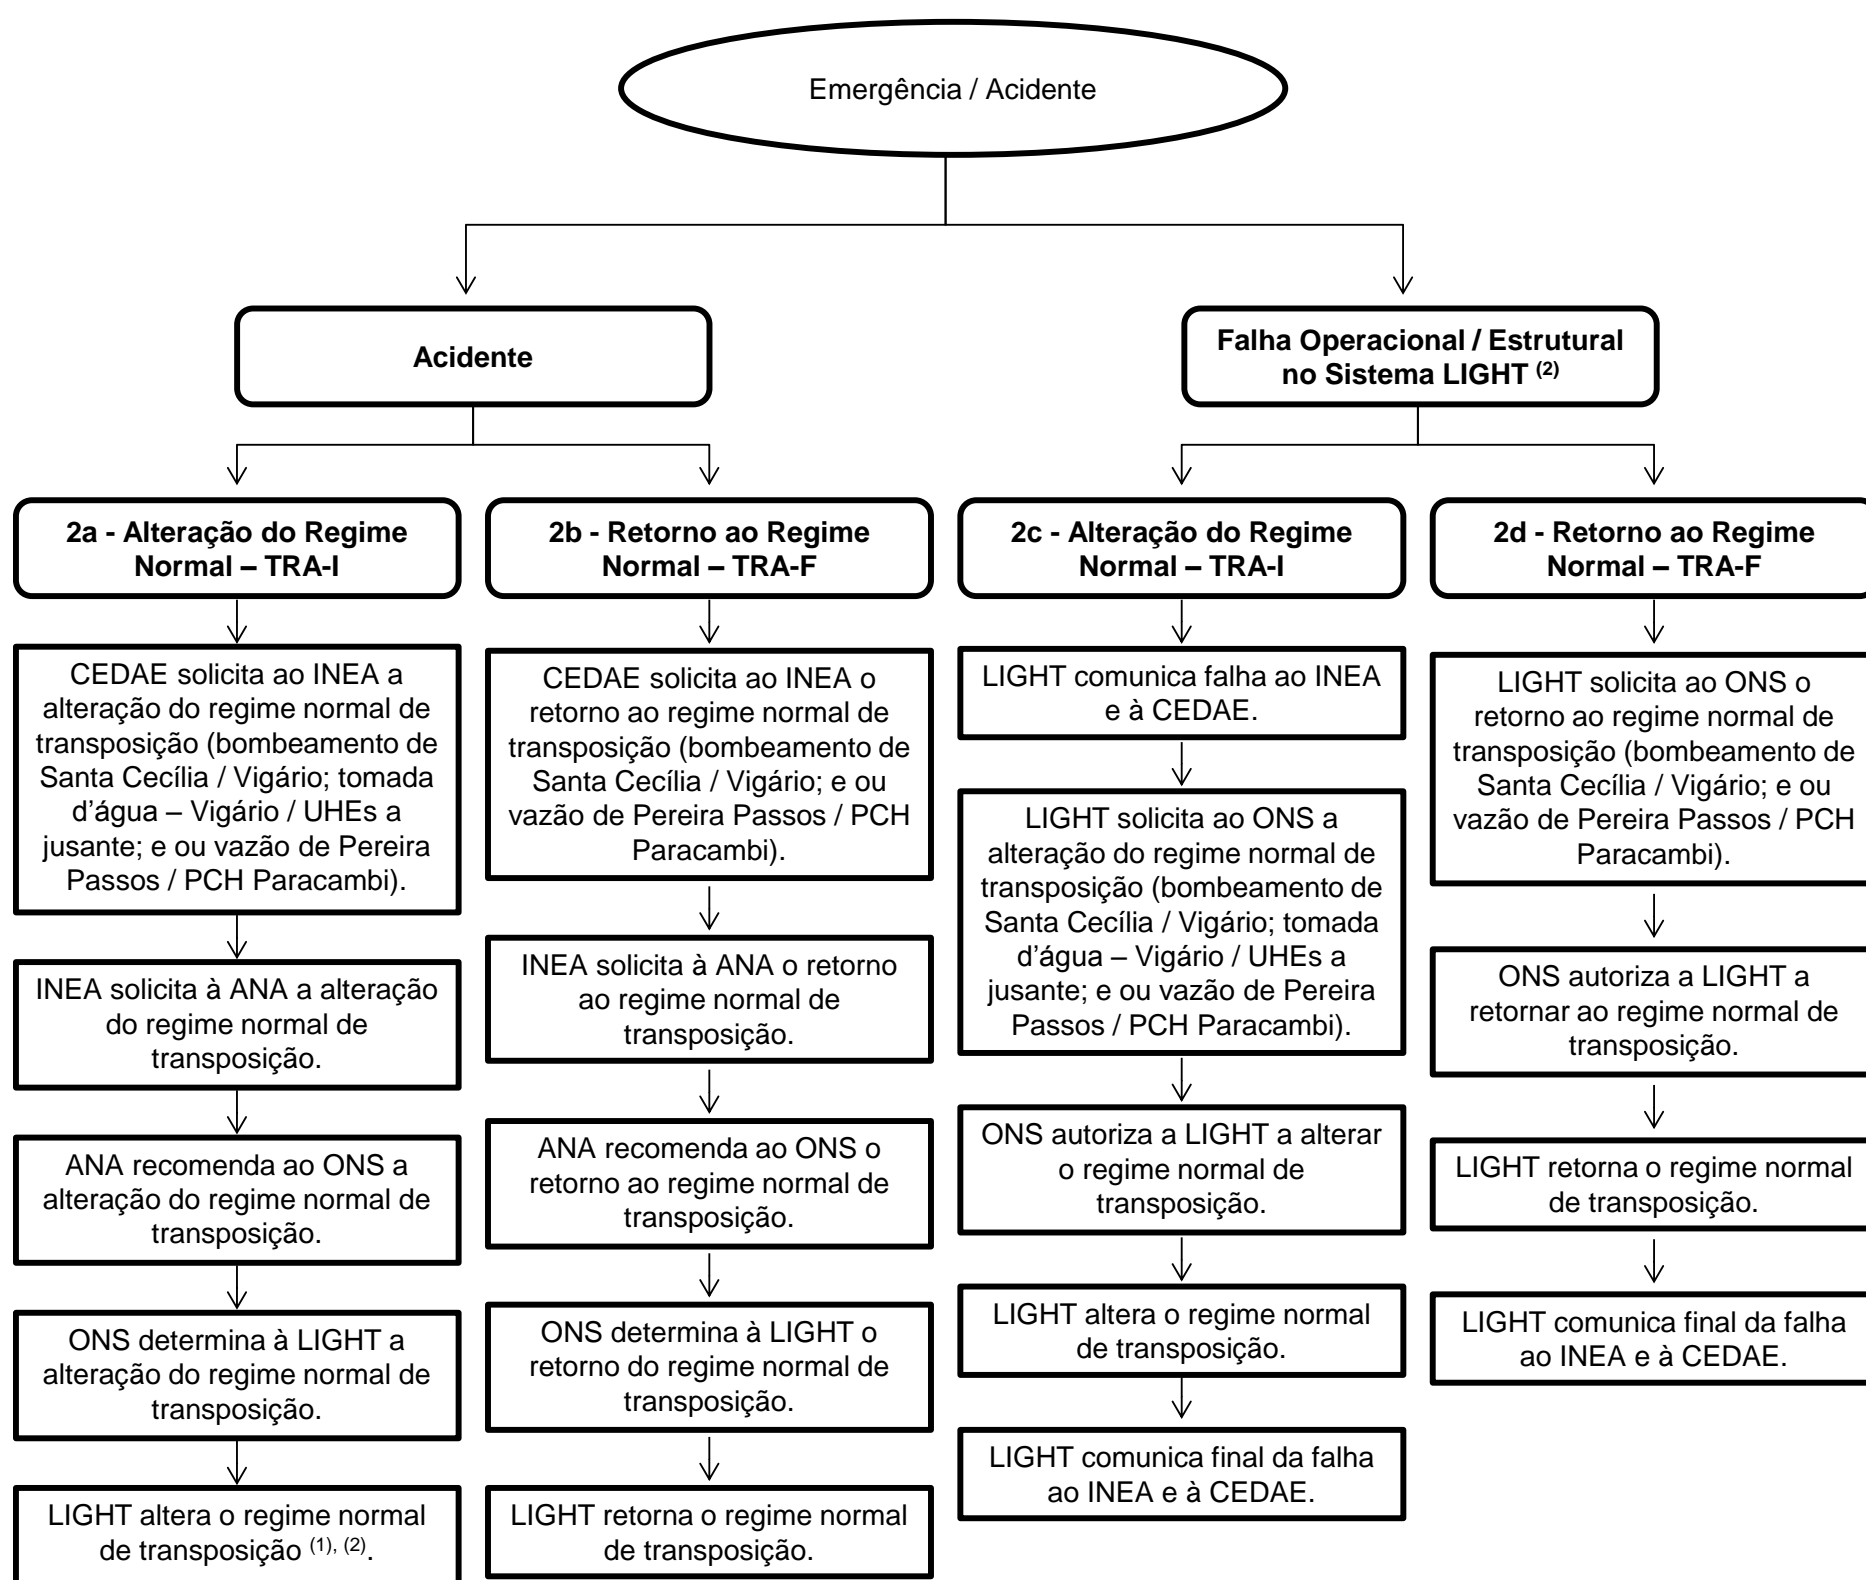 Emergência / Acidente
Acidente
Falha Operacional / Estrutural
no Sistema LIGHT (2)
2a - Alteração do Regime
Normal – TRA-I
CEDAE solicita ao INEA a
alteração do regime normal de
transposição (bombeamento de
Santa Cecília / Vigário; tomada
d’água – Vigário / UHEs a
jusante; e ou vazão de Pereira
Passos / PCH Paracambi).
INEA solicita à ANA a alteração
do regime normal de
transposição.
ANA recomenda ao ONS a
alteração do regime normal de
transposição.
ONS determina à LIGHT a
alteração do regime normal de
transposição.
LIGHT altera o regime normal
de transposição (1), (2).
2b - Retorno ao Regime
Normal – TRA-F
CEDAE solicita ao INEA o
retorno ao regime normal de
transposição (bombeamento de
Santa Cecília / Vigário; e ou
vazão de Pereira Passos / PCH
Paracambi).
INEA solicita à ANA o retorno
ao regime normal de
transposição.
ANA recomenda ao ONS o
retorno ao regime normal de
transposição.
ONS determina à LIGHT o
retorno do regime normal de
transposição.
LIGHT retorna o regime normal
de transposição.
2c - Alteração do Regime
Normal – TRA-I
LIGHT comunica falha ao INEA
e à CEDAE.
LIGHT solicita ao ONS a
alteração do regime normal de
transposição (bombeamento de
Santa Cecília / Vigário; tomada
d’água – Vigário / UHEs a
jusante; e ou vazão de Pereira
Passos / PCH Paracambi).
ONS autoriza a LIGHT a alterar
o regime normal de
transposição.
LIGHT altera o regime normal
de transposição.
LIGHT comunica final da falha
ao INEA e à CEDAE.
2d - Retorno ao Regime
Normal – TRA-F
LIGHT solicita ao ONS o
retorno ao regime normal de
transposição (bombeamento de
Santa Cecília / Vigário; e ou
vazão de Pereira Passos / PCH
Paracambi).
ONS autoriza a LIGHT a
retornar ao regime normal de
transposição.
LIGHT retorna o regime normal
de transposição.
LIGHT comunica final da falha
ao INEA e à CEDAE.